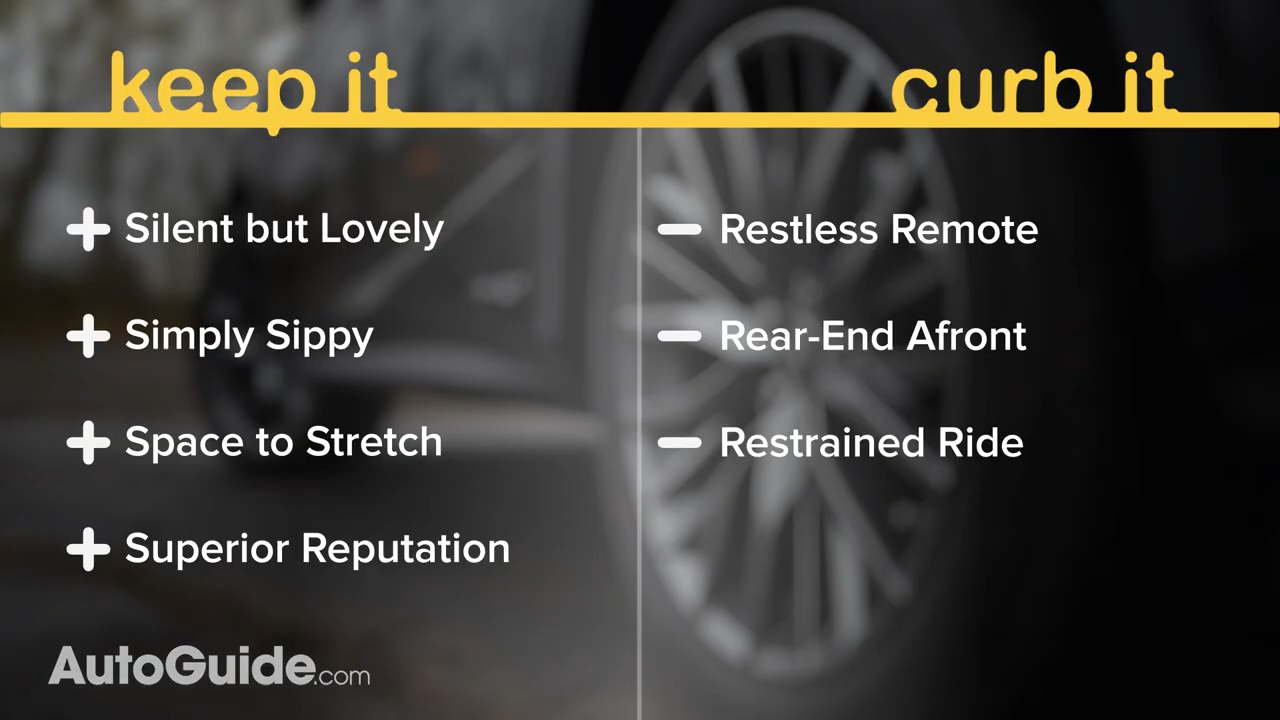 keep it
curb it
Silent but Lovely
Simply Sippy
Space to Stretch
Superior Reputation
Restless Remote
Rear-End Afront
Restrained Ride
AutoGuide.com